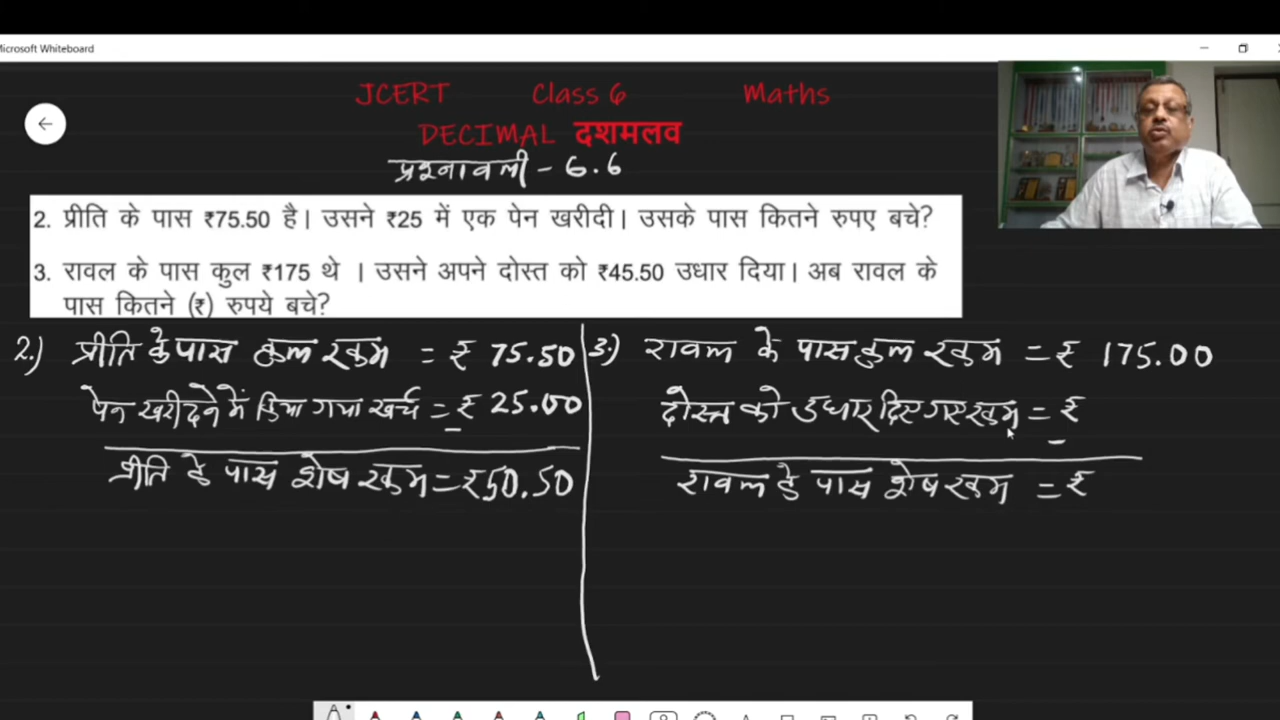 Microsoft Whiteboard
JCERT Class 6 Maths
DECIMAL दशमलव
प्रश्नावली - 6.6
2. प्रीति के पास ₹75.50 है। उसने ₹25 में एक पेन खरीदी। उसके पास कितने रुपए बचे?
3. रावल के पास कुल ₹175 थे । उसने अपने दोस्त को ₹45.50 उधार दिया। अब रावल के
पास कितने (₹) रुपये बचे?
2.) प्रीति के पास कुल रकम = ₹ 75.50
पेन खरीदने में किया गया खर्च = ₹ 25.00
प्रीति के पास शेष रकम = ₹50.50
3.) रावल के पास कुल रकम = ₹ 175.00
दोस्त को उधार दिए गए रकम = ₹
रावल के पास शेष रकम = ₹